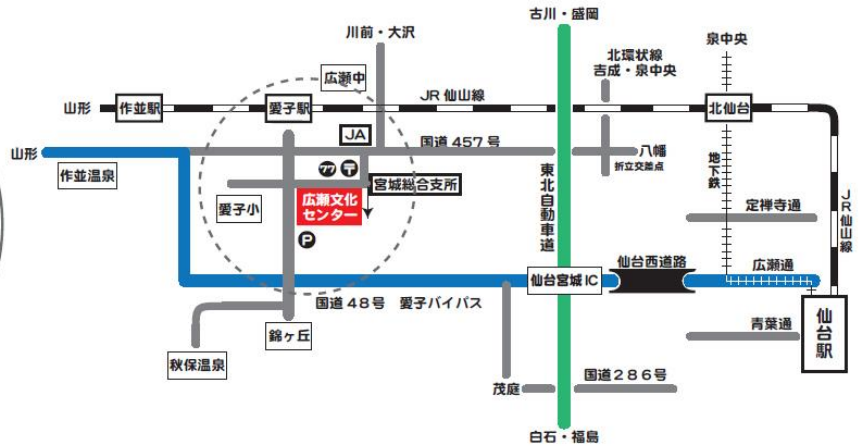 古川・盛岡
川前・大沢
北環状線
吉成・泉中央
泉中央
広瀬中
山形
作並駅
愛子駅
JR 仙山線
北仙台
JA
国道 457 号
八幡
折立交差点
山形
作並温泉
77
〒
宮城総合支所
愛子小
広瀬文化
センター
P
東北自動車道
地下鉄
定禅寺通
JR仙山線
仙台西道路
広瀬通
仙台宮城 IC
国道 48号 愛子バイパス
錦ヶ丘
秋保温泉
青葉通
仙台駅
茂庭
国道286号
白石・福島